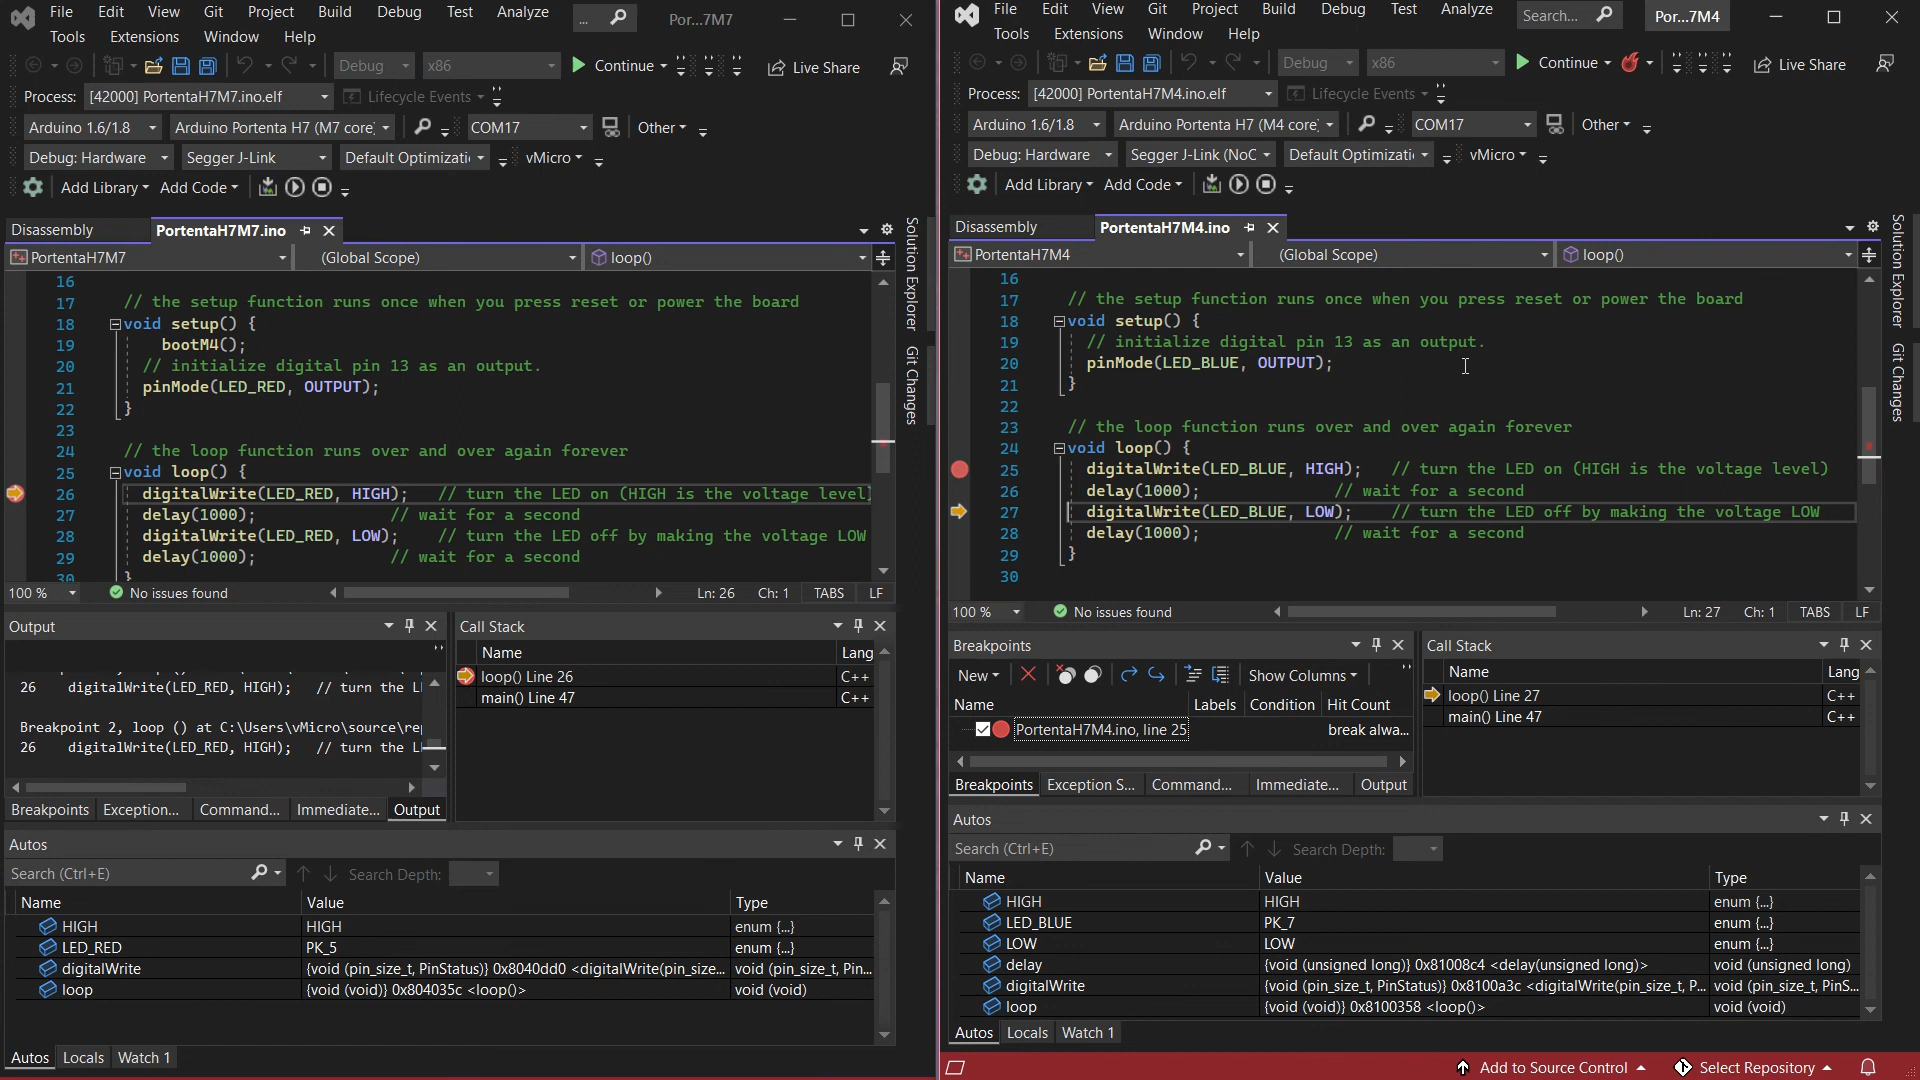 File Edit View Git Project Build Debug Test Analyze ... Por...7M7
Tools Extensions Window Help
Debug x86 Continue Live Share
Process: [42000] PortentaH7M7.ino.elf Lifecycle Events
Arduino 1.6/1.8 Arduino Portenta H7 (M7 core) COM17 Other
Debug: Hardware Segger J-Link Default Optimizati vMicro
Add Library Add Code
Disassembly PortentaH7M7.ino
PortentaH7M7 (Global Scope) loop()
16
17 // the setup function runs once when you press reset or power the board
18 void setup() {
19 bootM4();
20 // initialize digital pin 13 as an output.
21 pinMode(LED_RED, OUTPUT);
22 }
23
24 // the loop function runs over and over again forever
25 void loop() {
26 digitalWrite(LED_RED, HIGH); // turn the LED on (HIGH is the voltage level)
27 delay(1000); // wait for a second
28 digitalWrite(LED_RED, LOW); // turn the LED off by making the voltage LOW
29 delay(1000); // wait for a second
30 }
100 % No issues found Ln: 26 Ch: 1 TABS LF
Output
26 digitalWrite(LED_RED, HIGH); // turn the LE
Breakpoint 2, loop () at C:\Users\vMicro\source\rep
26 digitalWrite(LED_RED, HIGH); // turn the LE
Breakpoints Exception... Command... Immediate... Output
Call Stack
Name Lang
loop() Line 26 C++
main() Line 47 C++
Autos
Search (Ctrl+E) Search Depth:
Name Value Type
HIGH HIGH enum {...}
LED_RED PK_5 enum {...}
digitalWrite {void (pin_size_t, PinStatus)} 0x8040dd0 <digitalWrite(pin_size... void (pin_size_t, Pin...
loop {void (void)} 0x804035c <loop()> void (void)
Autos Locals Watch 1
File Edit View Git Project Build Debug Test Analyze Search... Por...7M4
Tools Extensions Window Help
Debug x86 Continue Live Share
Process: [42000] PortentaH7M4.ino.elf Lifecycle Events
Arduino 1.6/1.8 Arduino Portenta H7 (M4 core) COM17 Other
Debug: Hardware Segger J-Link (NoC Default Optimizati vMicro
Add Library Add Code
Disassembly PortentaH7M4.ino
PortentaH7M4 (Global Scope) loop()
16
17 // the setup function runs once when you press reset or power the board
18 void setup() {
19 // initialize digital pin 13 as an output.
20 pinMode(LED_BLUE, OUTPUT);
21 }
22
23 // the loop function runs over and over again forever
24 void loop() {
25 digitalWrite(LED_BLUE, HIGH); // turn the LED on (HIGH is the voltage level)
26 delay(1000); // wait for a second
27 digitalWrite(LED_BLUE, LOW); // turn the LED off by making the voltage LOW
28 delay(1000); // wait for a second
29 }
30
100 % No issues found Ln: 27 Ch: 1 TABS LF
Breakpoints
New Show Columns
Name Labels Condition Hit Count
PortentaH7M4.ino, line 25 break alwa...
Breakpoints Exception S... Command... Immediate... Output
Call Stack
Name Lang
loop() Line 27 C++
main() Line 47 C++
Autos
Search (Ctrl+E) Search Depth:
Name Value Type
HIGH HIGH enum {...}
LED_BLUE PK_7 enum {...}
LOW LOW enum {...}
delay {void (unsigned long)} 0x81008c4 <delay(unsigned long)> void (unsigned long)
digitalWrite {void (pin_size_t, PinStatus)} 0x8100a3c <digitalWrite(pin_size_t, P... void (pin_size_t, PinS...
loop {void (void)} 0x8100358 <loop()> void (void)
Autos Locals Watch 1
Add to Source Control Select Repository
Solution Explorer
Git Changes
Solution Explorer
Git Changes